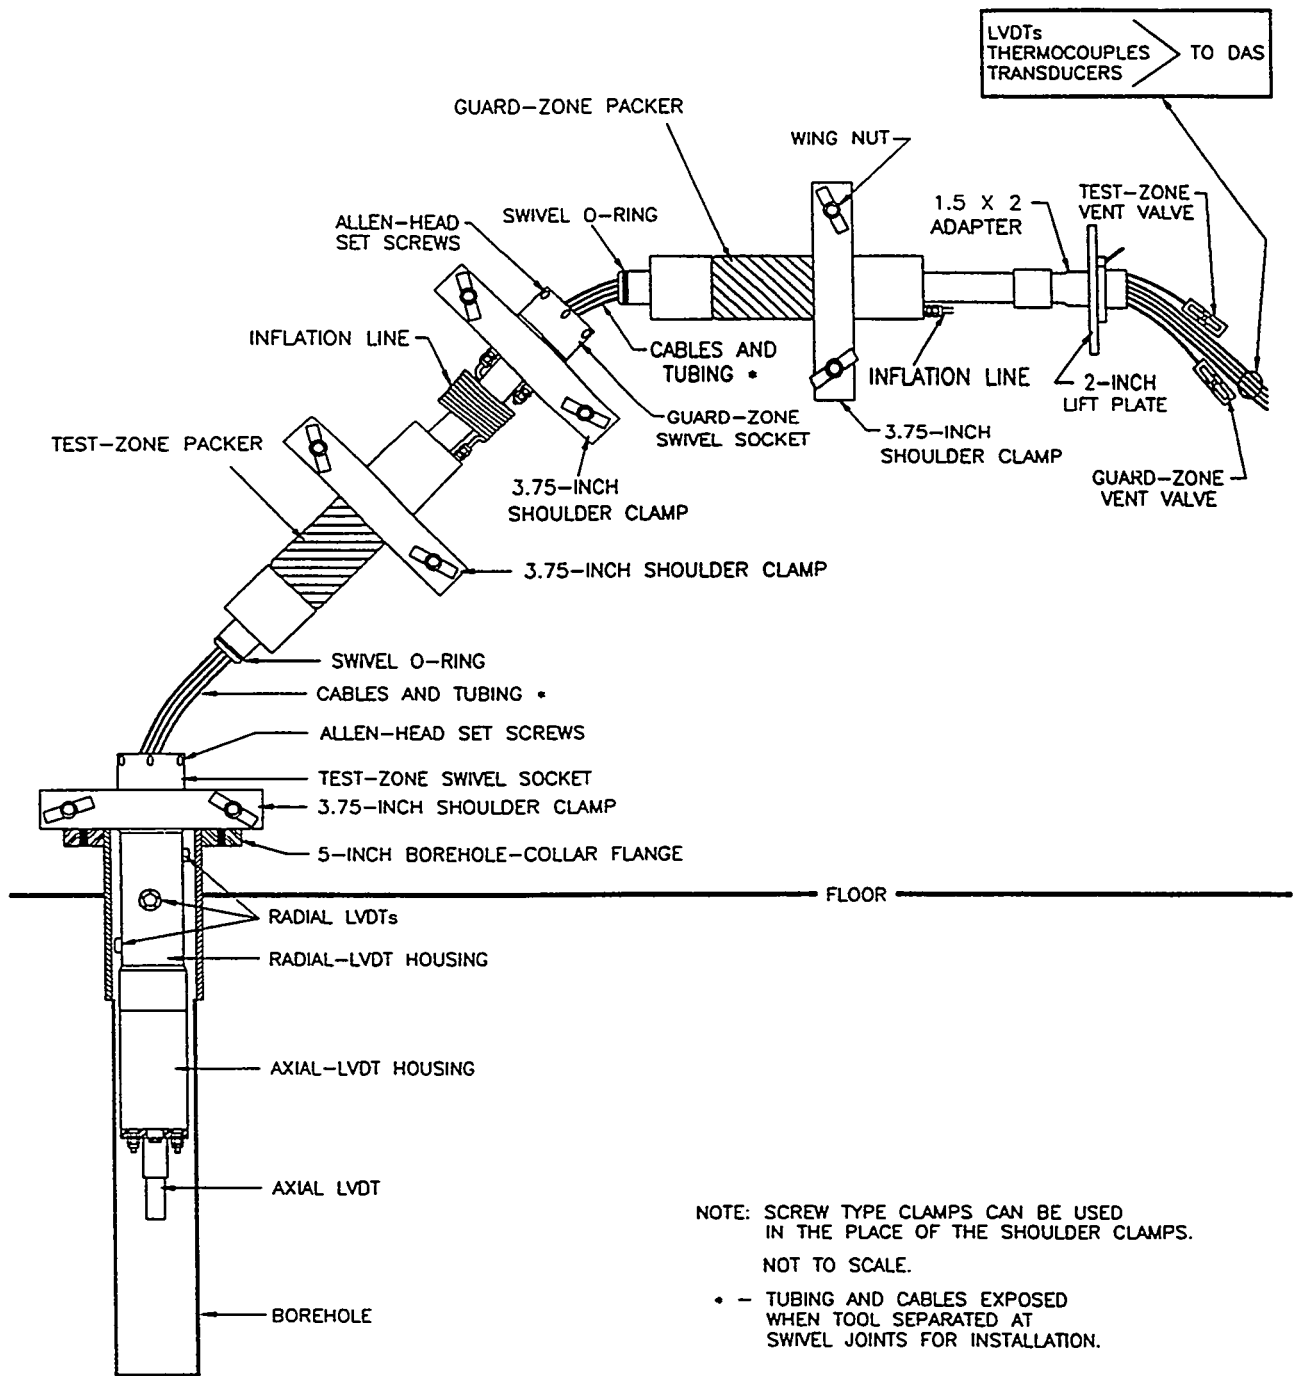 LVDTs
THERMOCOUPLES
TRANSDUCERS
TO DAS
GUARD-ZONE PACKER
WING NUT
ALLEN-HEAD
SET SCREWS
SWIVEL O-RING
1.5 X 2
ADAPTER
TEST-ZONE
VENT VALVE
INFLATION LINE
CABLES AND
TUBING *
INFLATION LINE
2-INCH
LIFT PLATE
GUARD-ZONE
SWIVEL SOCKET
3.75-INCH
SHOULDER CLAMP
TEST-ZONE PACKER
GUARD-ZONE
VENT VALVE
3.75-INCH
SHOULDER CLAMP
3.75-INCH SHOULDER CLAMP
SWIVEL O-RING
CABLES AND TUBING *
ALLEN-HEAD SET SCREWS
TEST-ZONE SWIVEL SOCKET
3.75-INCH SHOULDER CLAMP
5-INCH BOREHOLE-COLLAR FLANGE
FLOOR
RADIAL LVDTs
RADIAL-LVDT HOUSING
AXIAL-LVDT HOUSING
AXIAL LVDT
BOREHOLE
NOTE: SCREW TYPE CLAMPS CAN BE USED
IN THE PLACE OF THE SHOULDER CLAMPS.
NOT TO SCALE.
* - TUBING AND CABLES EXPOSED
WHEN TOOL SEPARATED AT
SWIVEL JOINTS FOR INSTALLATION.